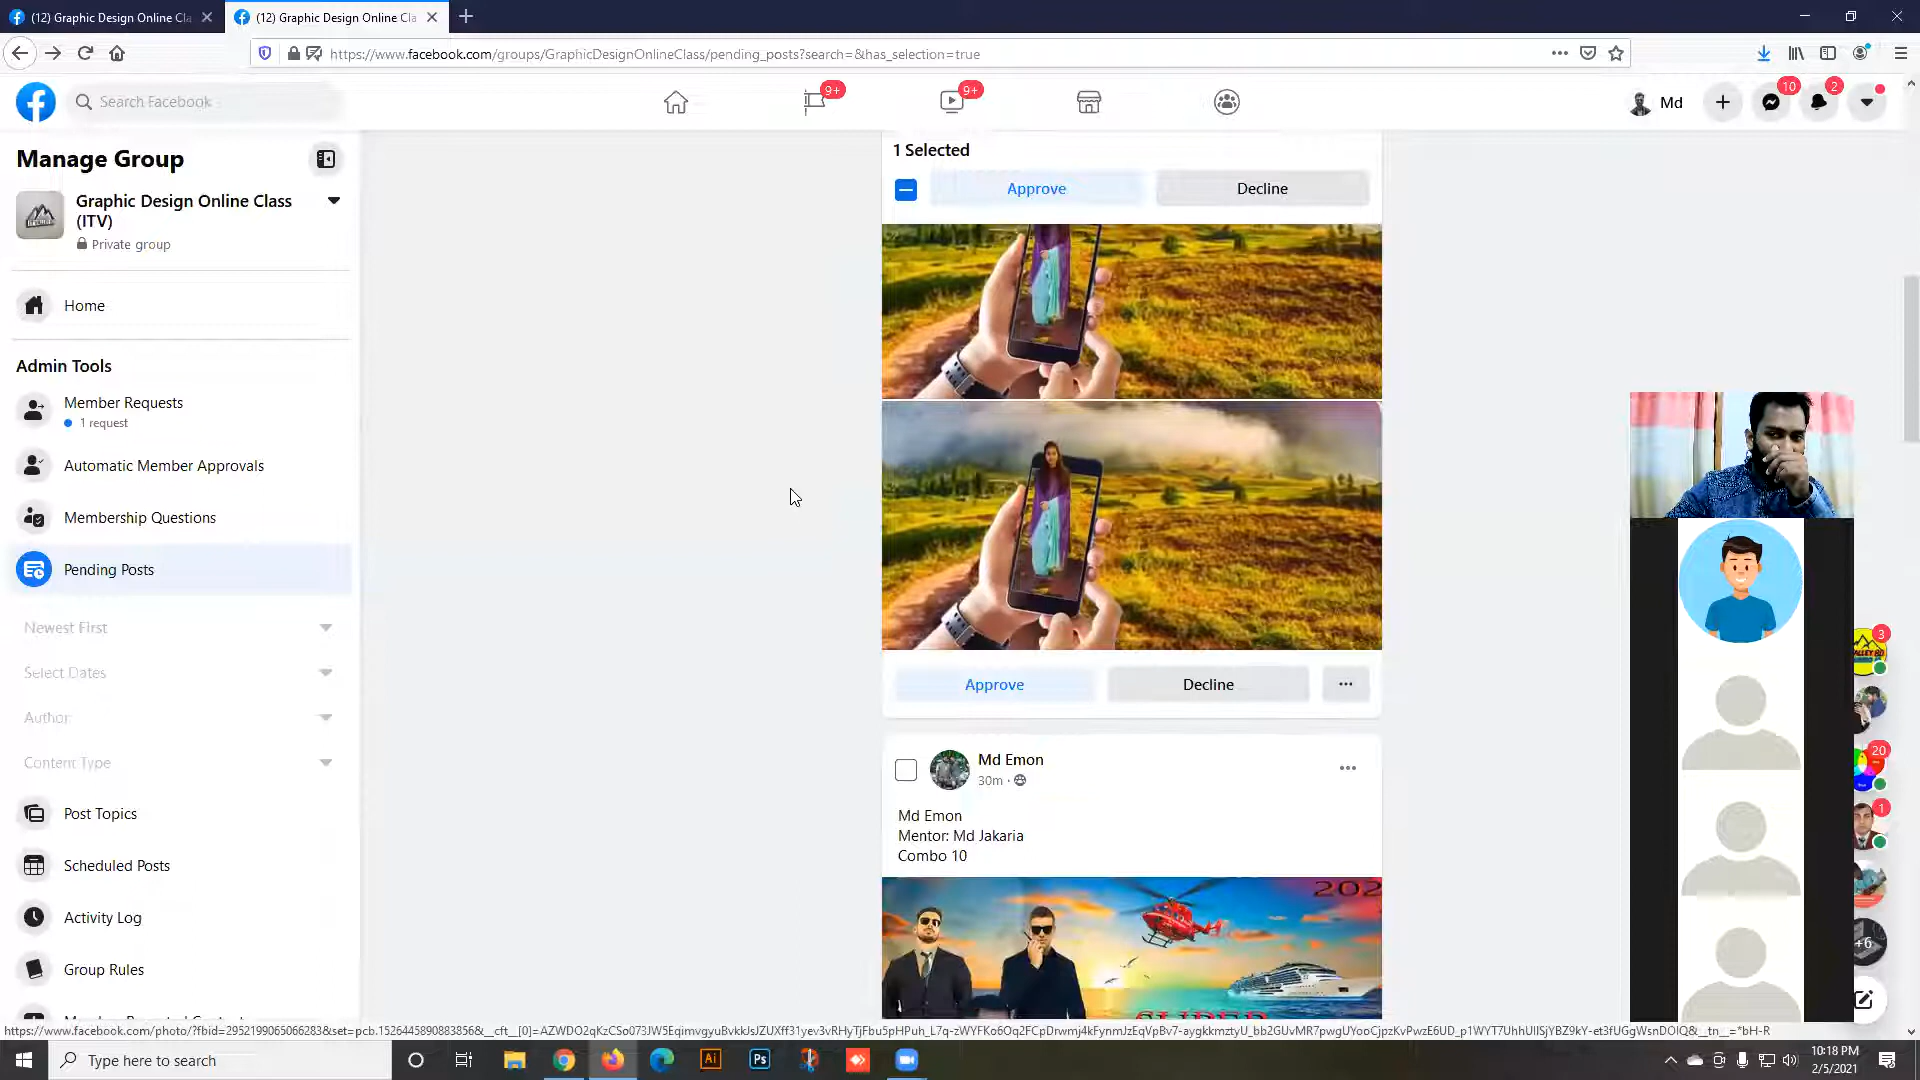 (12) Graphic Design Online Cla
(12) Graphic Design Online Cla
https://www.facebook.com/groups/GraphicDesignOnlineClass/pending_posts?search=&has_selection=true
Search Facebook
9+
9+
Md
10
2
Manage Group
Graphic Design Online Class
(ITV)
Private group
Home
Admin Tools
Member Requests
1 request
Automatic Member Approvals
Membership Questions
Pending Posts
Newest First
Select Dates
Author
Content Type
Post Topics
Scheduled Posts
Activity Log
Group Rules
1 Selected
Approve
Decline
Approve
Decline
Md Emon
30m
Md Emon
Mentor: Md Jakaria
Combo 10
202
SUPER
3
20
1
+6
Type here to search
Ai
Ps
10:18 PM
2/5/2021